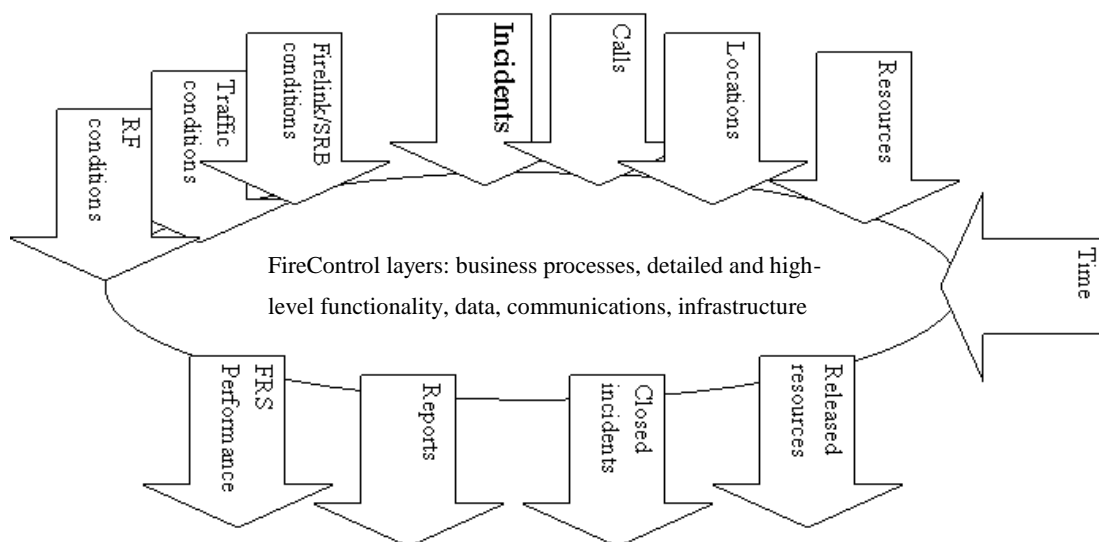 RF
conditions
Traffic
conditions
Firelink/SRB
conditions
Incidents
Calls
Locations
Resources
Time
FireControl layers: business processes, detailed and high-
level functionality, data, communications, infrastructure
FRS
Performance
Reports
Closed
incidents
Released
resources